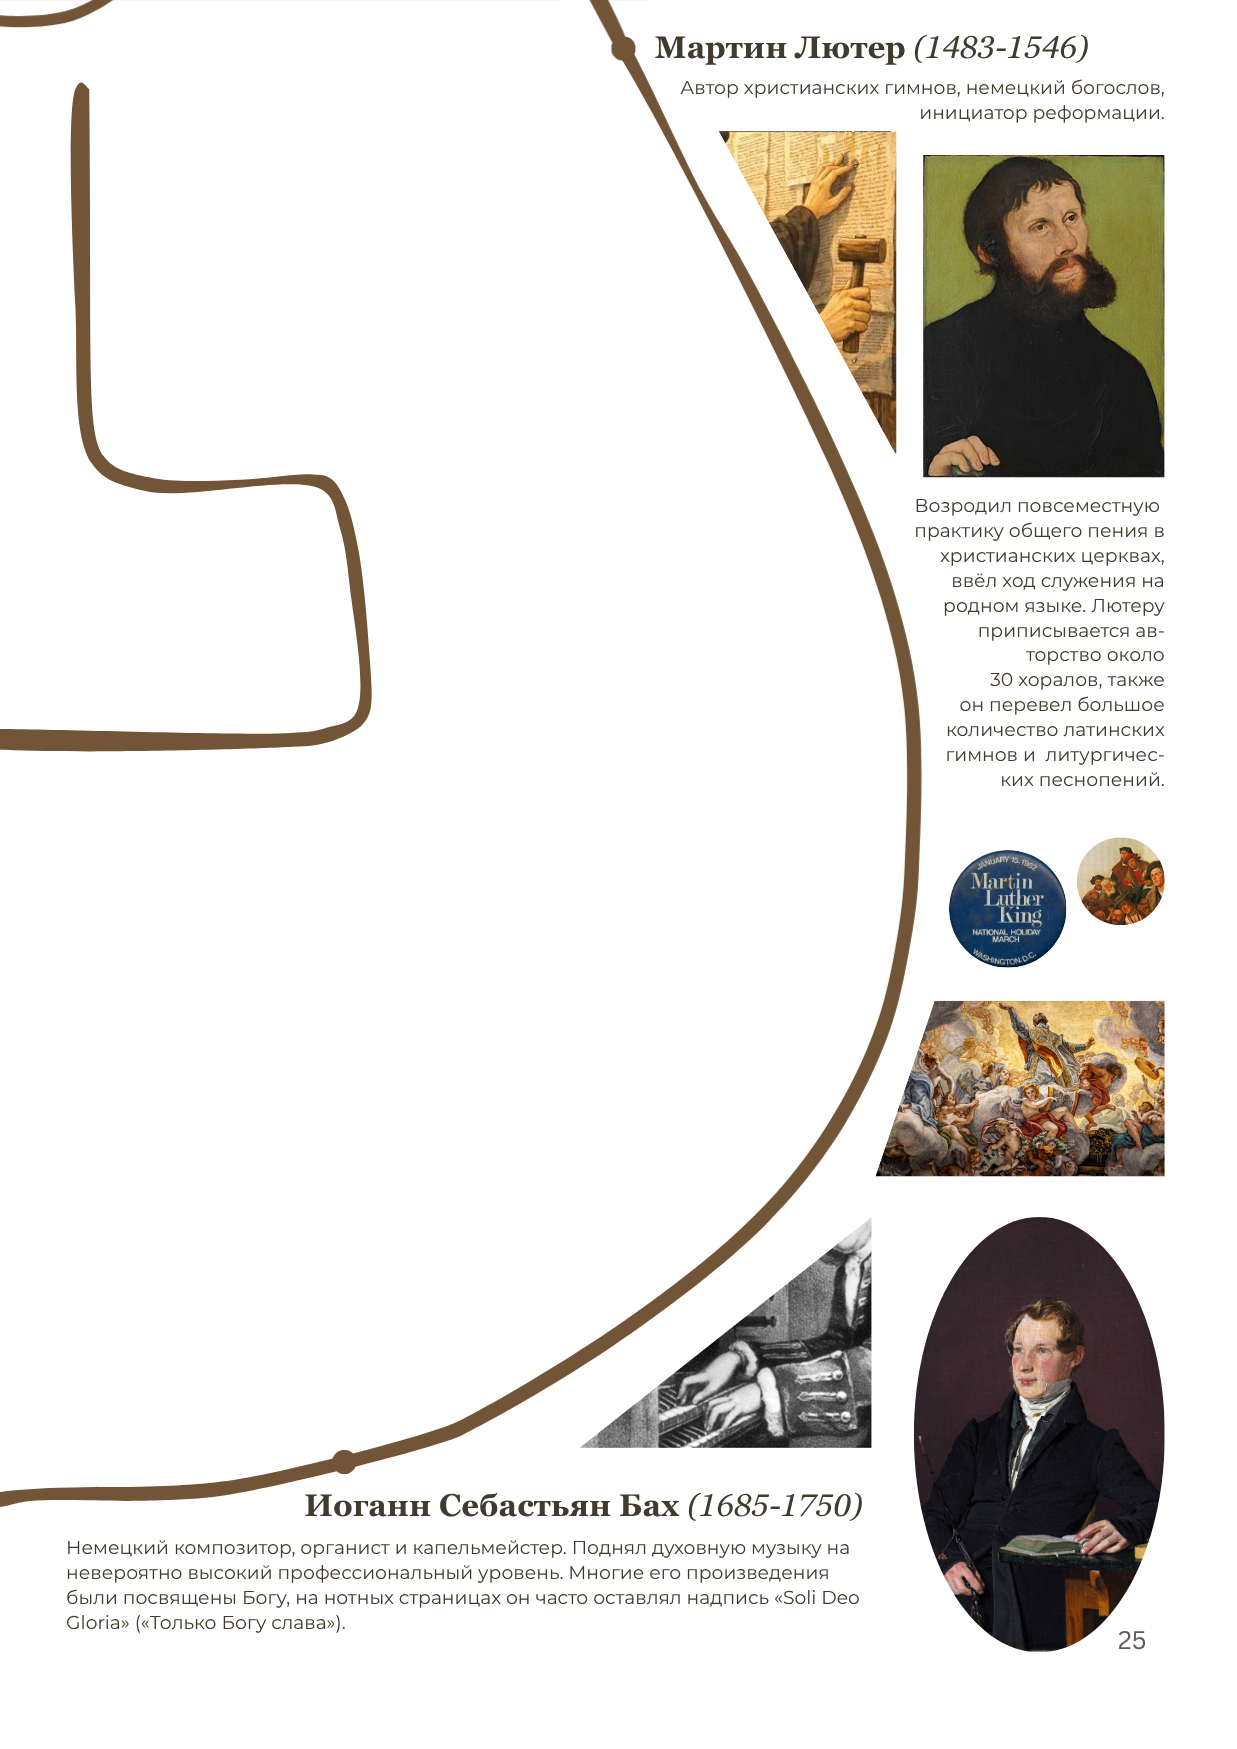 Мартин Лютер (1483-1546)
Автор христианских гимнов, немецкий богослов,
инициатор реформации.
Возродил повсеместную
практику общего пения в
христианских церквах,
ввёл ход служения на
родном языке. Лютеру
приписывается ав-
торство около
30 хоралов, также
он перевел большое
количество латинских
гимнов и литургичес-
ких песнопений.
JANUARY 15, 1982
Martin
Luther
King
NATIONAL HOLIDAY
MARCH
WASHINGTON D.C.
Иоганн Себастьян Бах (1685-1750)
Немецкий композитор, органист и капельмейстер. Поднял духовную музыку на
невероятно высокий профессиональный уровень. Многие его произведения
были посвящены Богу, на нотных страницах он часто оставлял надпись «Soli Deo
Gloria» («Только Богу слава»).
25